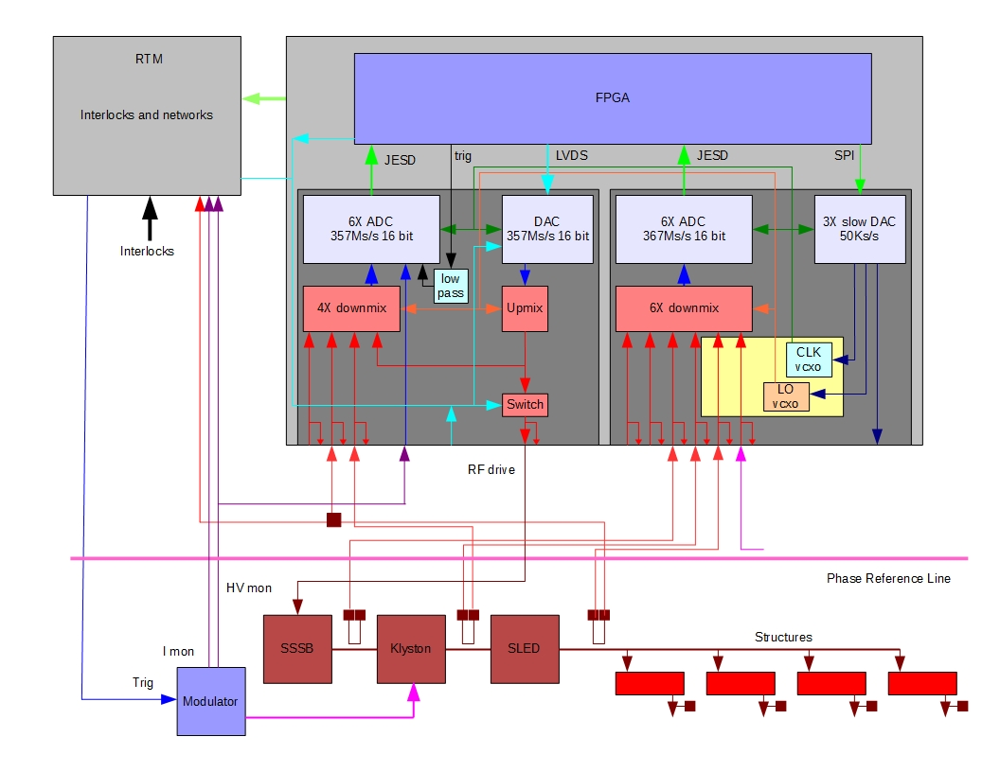 RTM
Interlocks and networks
Interlocks
FPGA
JESD
trig
LVDS
JESD
SPI
6X ADC
357Ms/s 16 bit
DAC
357Ms/s 16 bit
6X ADC
367Ms/s 16 bit
3X slow DAC
50Ks/s
low
pass
4X downmix
Upmix
6X downmix
CLK
vcxo
LO
vcxo
Switch
RF drive
Phase Reference Line
HV mon
SSSB
Klyston
SLED
Structures
I mon
Trig
Modulator